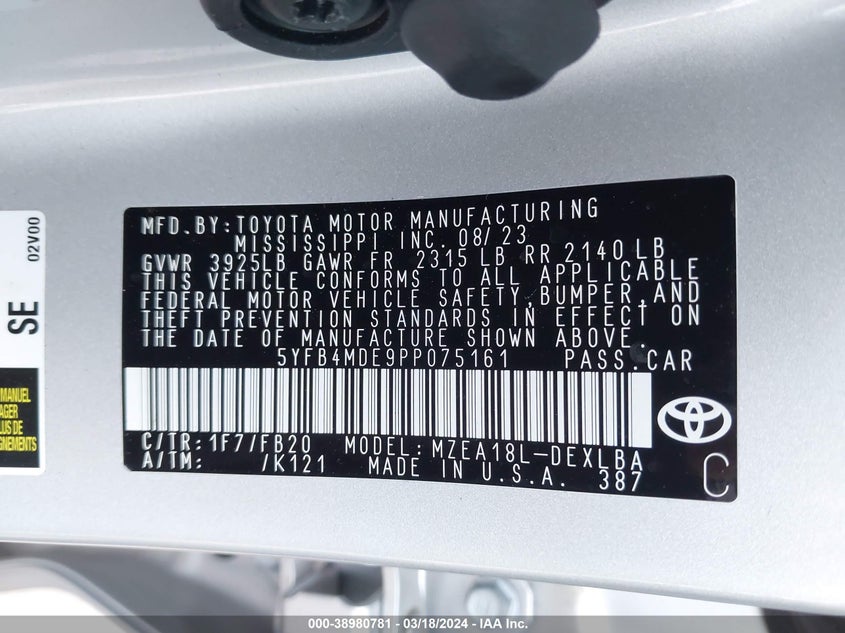 MFD.BY:TOYOTA MOTOR MANUFACTURING
MISSISSIPPI INC. 08/23
GVWR 3925LB GAWR FR 2315 LB RR 2140 LB
THIS VEHICLE CONFORMS TO ALL APPLICABLE
FEDERAL MOTOR VEHICLE SAFETY,BUMPER,AND
THEFT PREVENTION STANDARDS IN EFFECT ON
THE DATE OF MANUFACTURE SHOWN ABOVE.
5YFB4MDE9PP075161 PASS.CAR
C/TR:1F7/FB20 MODEL:MZEA18L-DEXLBA
A/TM: /K121 MADE IN U.S.A. 387
C
02V00
SE
MANUEL
AGER
LUS DE
GNEMENTS
000-38980781 — 03/18/2024 — IAA Inc.